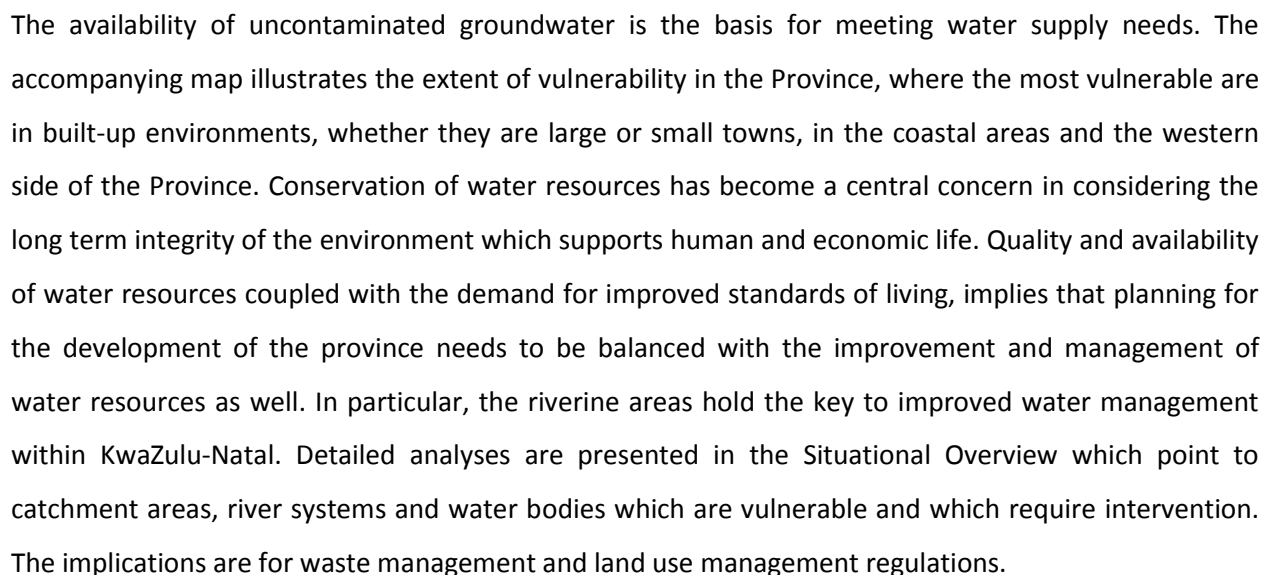 The availability of uncontaminated groundwater is the basis for meeting water supply needs. The
accompanying map illustrates the extent of vulnerability in the Province, where the most vulnerable are
in built-up environments, whether they are large or small towns, in the coastal areas and the western
side of the Province. Conservation of water resources has become a central concern in considering the
long term integrity of the environment which supports human and economic life. Quality and availability
of water resources coupled with the demand for improved standards of living, implies that planning for
the development of the province needs to be balanced with the improvement and management of
water resources as well. In particular, the riverine areas hold the key to improved water management
within KwaZulu-Natal. Detailed analyses are presented in the Situational Overview which point to
catchment areas, river systems and water bodies which are vulnerable and which require intervention.
The implications are for waste management and land use management regulations.